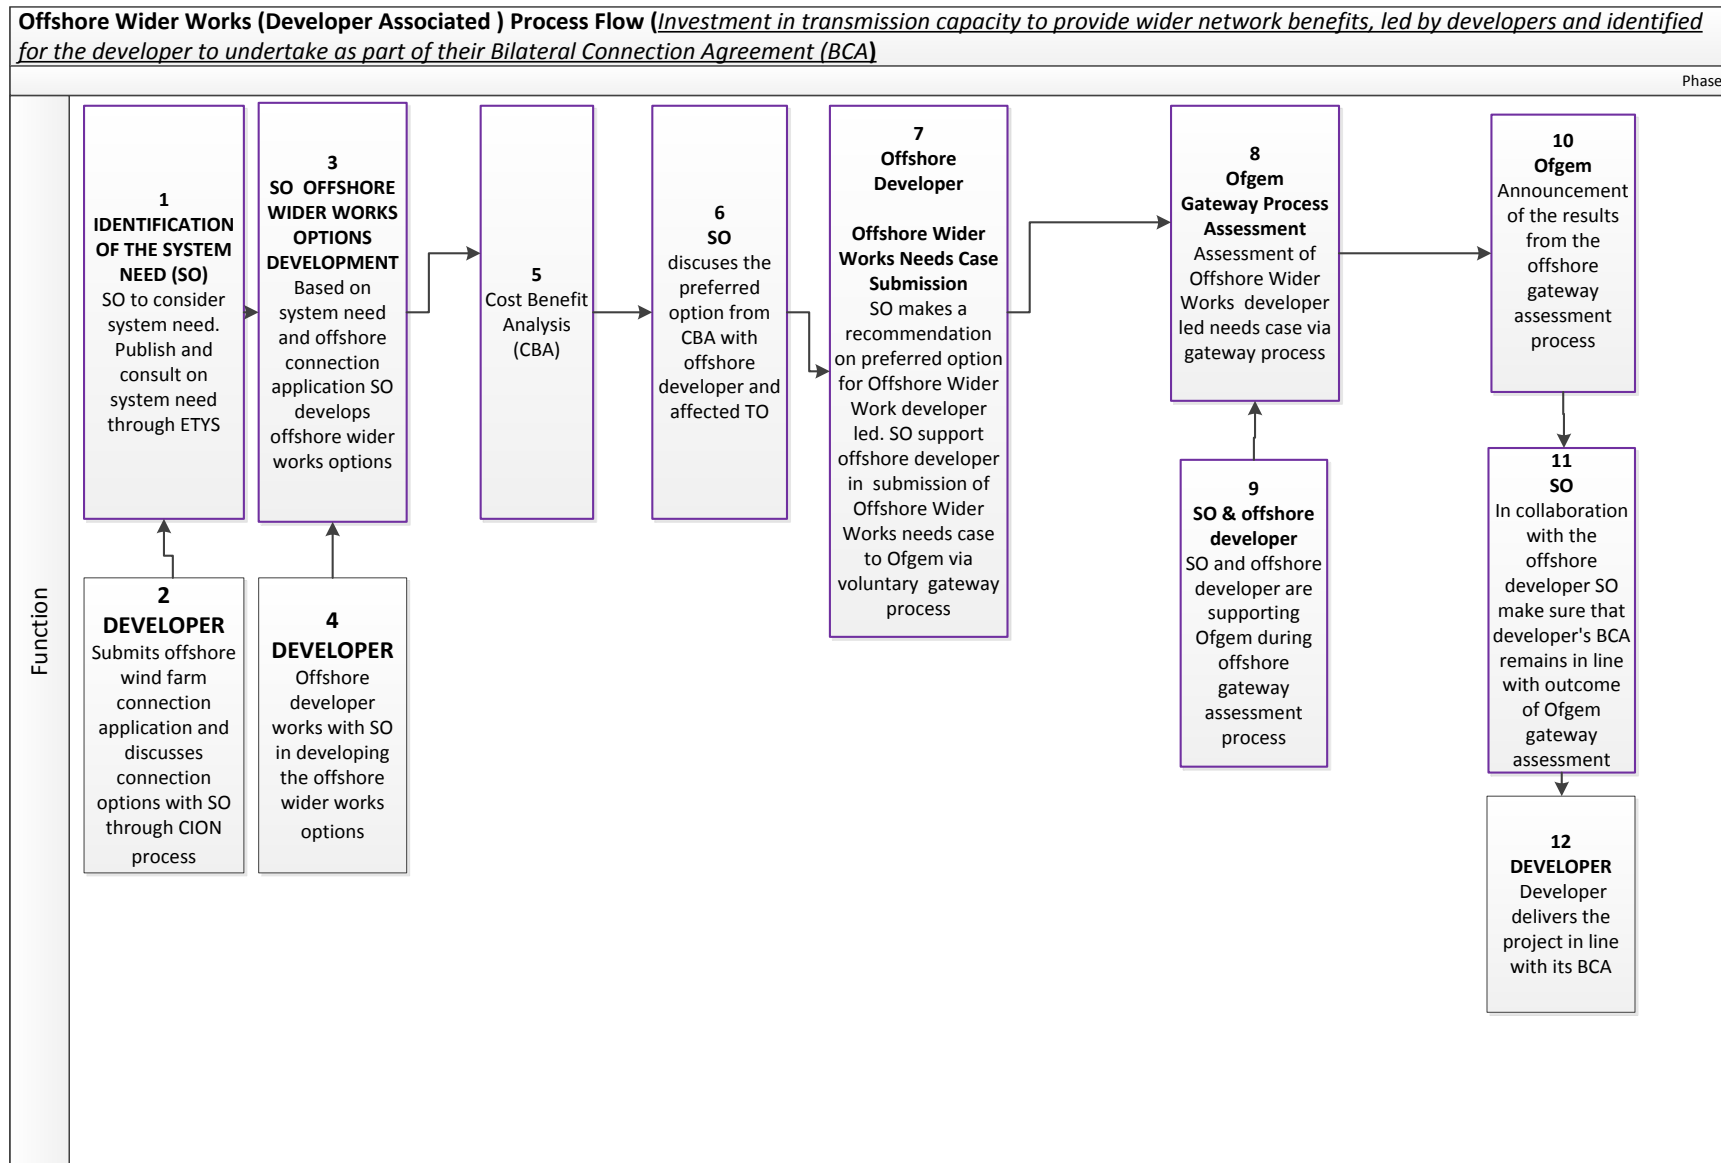 Offshore Wider Works (Developer Associated ) Process Flow (Investment in transmission capacity to provide wider network benefits, led by developers and identified
for the developer to undertake as part of their Bilateral Connection Agreement (BCA)
Phase
Function
1
IDENTIFICATION
OF THE SYSTEM
NEED (SO)
SO to consider
system need.
Publish and
consult on
system need
through ETYS
2
DEVELOPER
Submits offshore
wind farm
connection
application and
discusses
connection
options with SO
through CION
process
3
SO OFFSHORE
WIDER WORKS
OPTIONS
DEVELOPMENT
Based on
system need
and offshore
connection
application SO
develops
offshore wider
works options
4
DEVELOPER
Offshore
developer
works with SO
in developing
the offshore
wider works
options
5
Cost Benefit
Analysis
(CBA)
6
SO
discuses the
preferred
option from
CBA with
offshore
developer and
affected TO
7
Offshore
Developer
Offshore Wider
Works Needs Case
Submission
SO makes a
recommendation
on preferred option
for Offshore Wider
Work developer
led. SO support
offshore developer
in submission of
Offshore Wider
Works needs case
to Ofgem via
voluntary gateway
process
8
Ofgem
Gateway Process
Assessment
Assessment of
Offshore Wider
Works developer
led needs case via
gateway process
9
SO & offshore
developer
SO and offshore
developer are
supporting
Ofgem during
offshore
gateway
assessment
process
10
Ofgem
Announcement
of the results
from the
offshore
gateway
assessment
process
11
SO
In collaboration
with the
offshore
developer SO
make sure that
developer's BCA
remains in line
with outcome
of Ofgem
gateway
assessment
12
DEVELOPER
Developer
delivers the
project in line
with its BCA